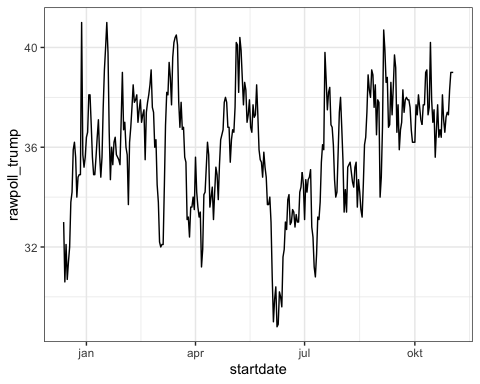 rawpoll_trump
40
36
32
jan
apr
jul
okt
startdate